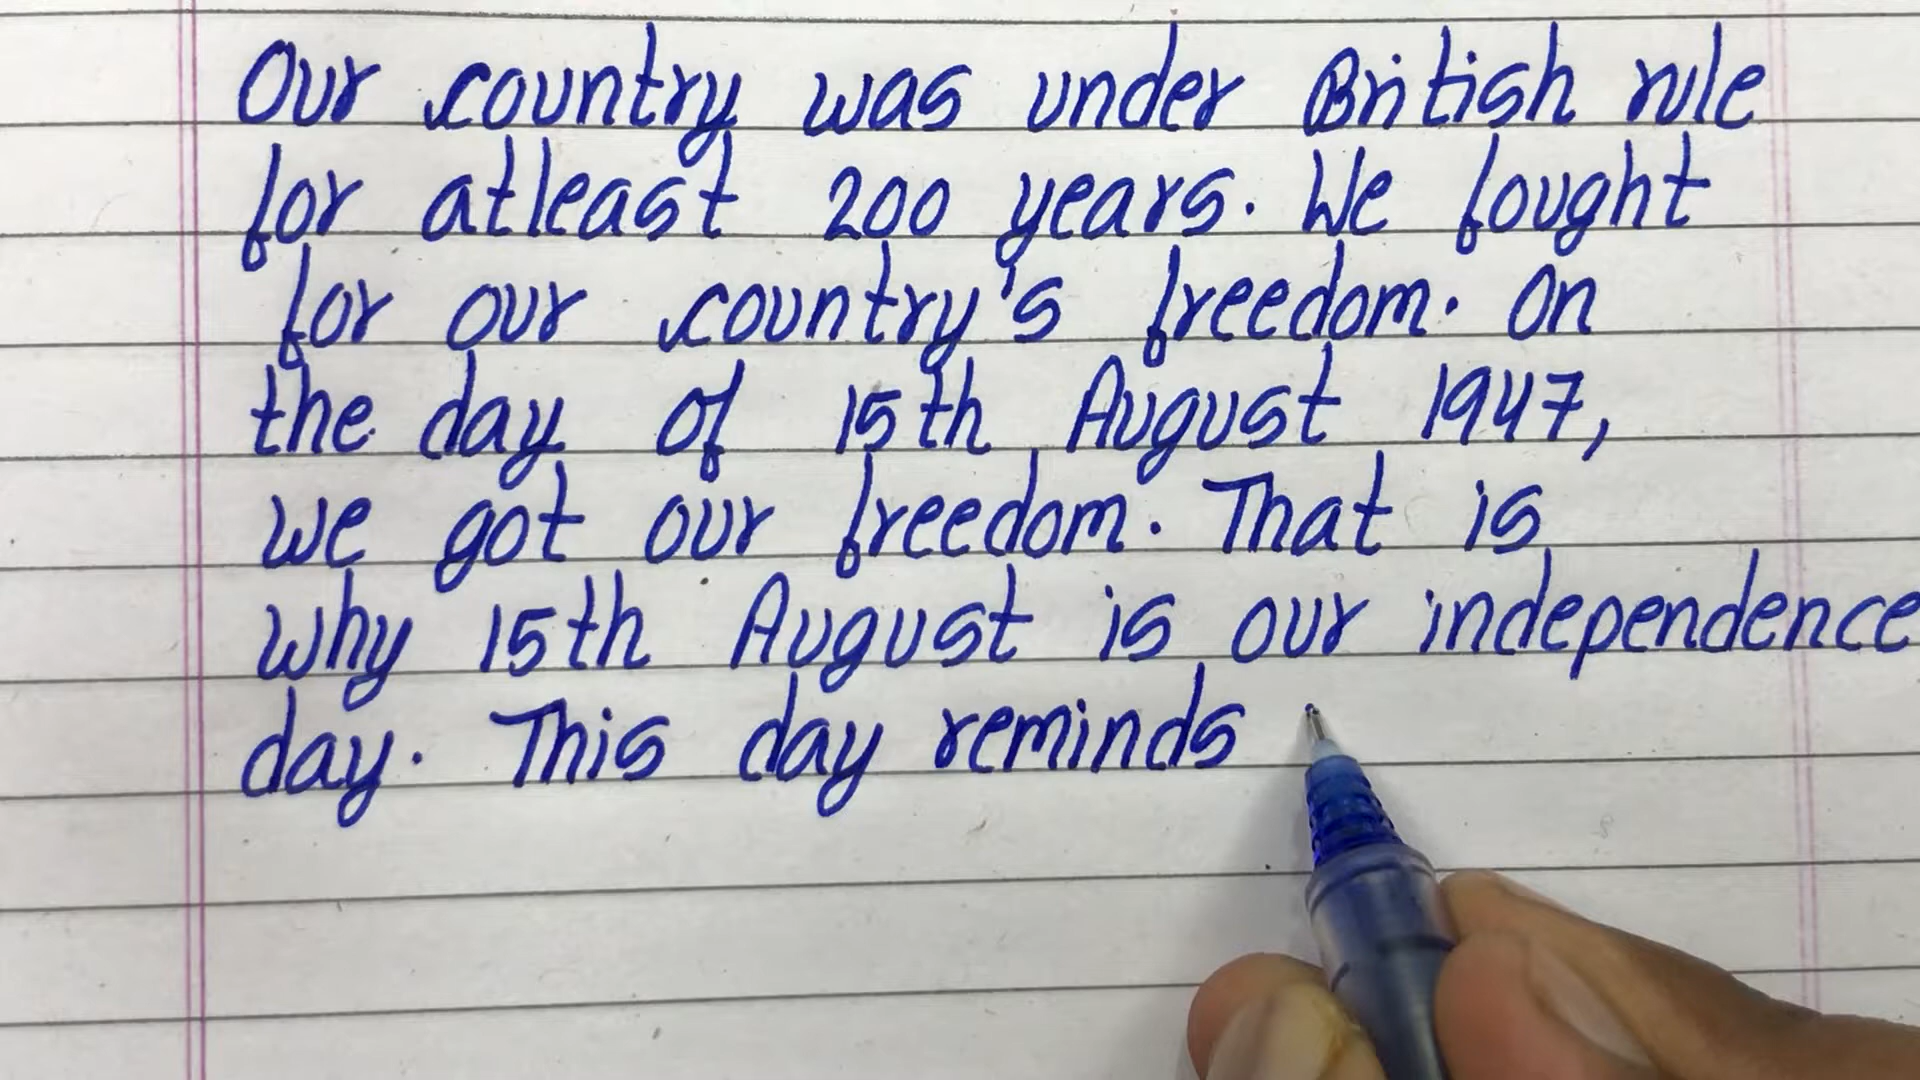 Our country was under British rule
for atleast 200 years. We fought
for our country's freedom. On
the day of 15th August 1947,
we got our freedom. That is
why 15th August is our independence
day. This day reminds